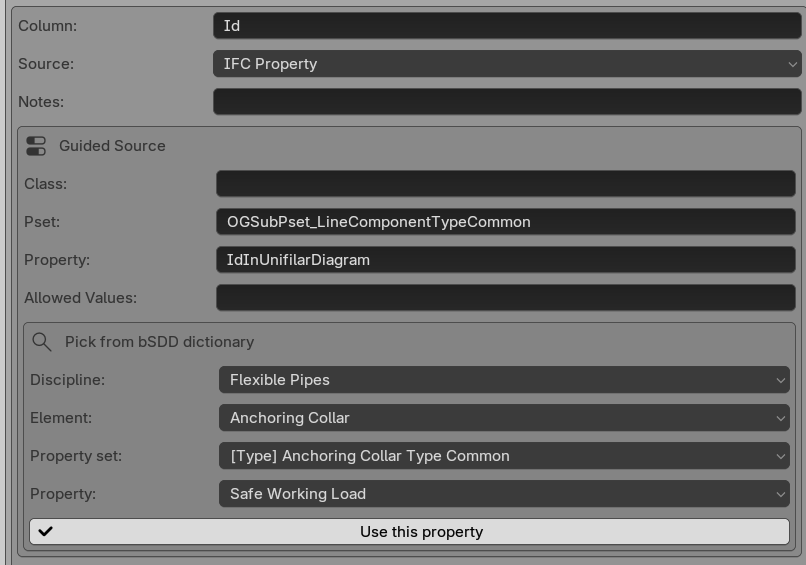 Column: Id
Source: IFC Property
Notes:
Guided Source
Class:
Pset: OGSubPset_LineComponentTypeCommon
Property: IdInUnifilarDiagram
Allowed Values:
Pick from bSDD dictionary
Discipline: Flexible Pipes
Element: Anchoring Collar
Property set: [Type] Anchoring Collar Type Common
Property: Safe Working Load
Use this property